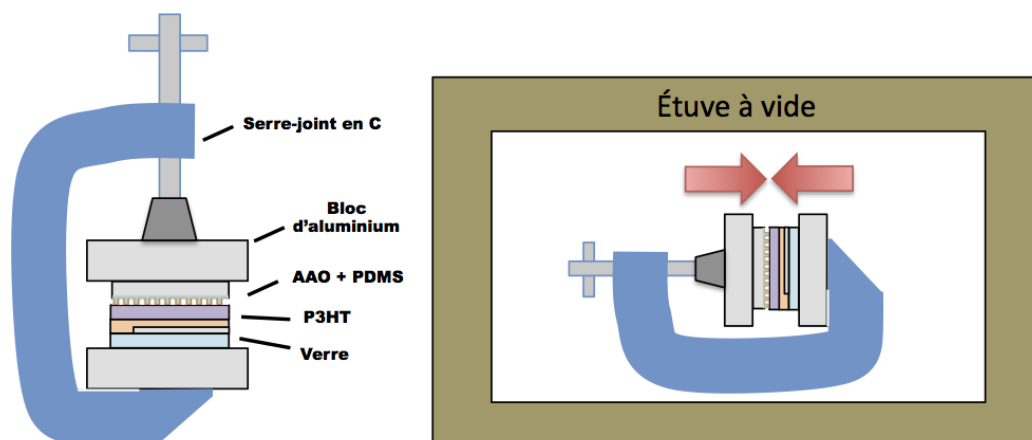 Serre-joint en C
Bloc
d'aluminium
AAO + PDMS
P3HT
Verre
Étuve à vide